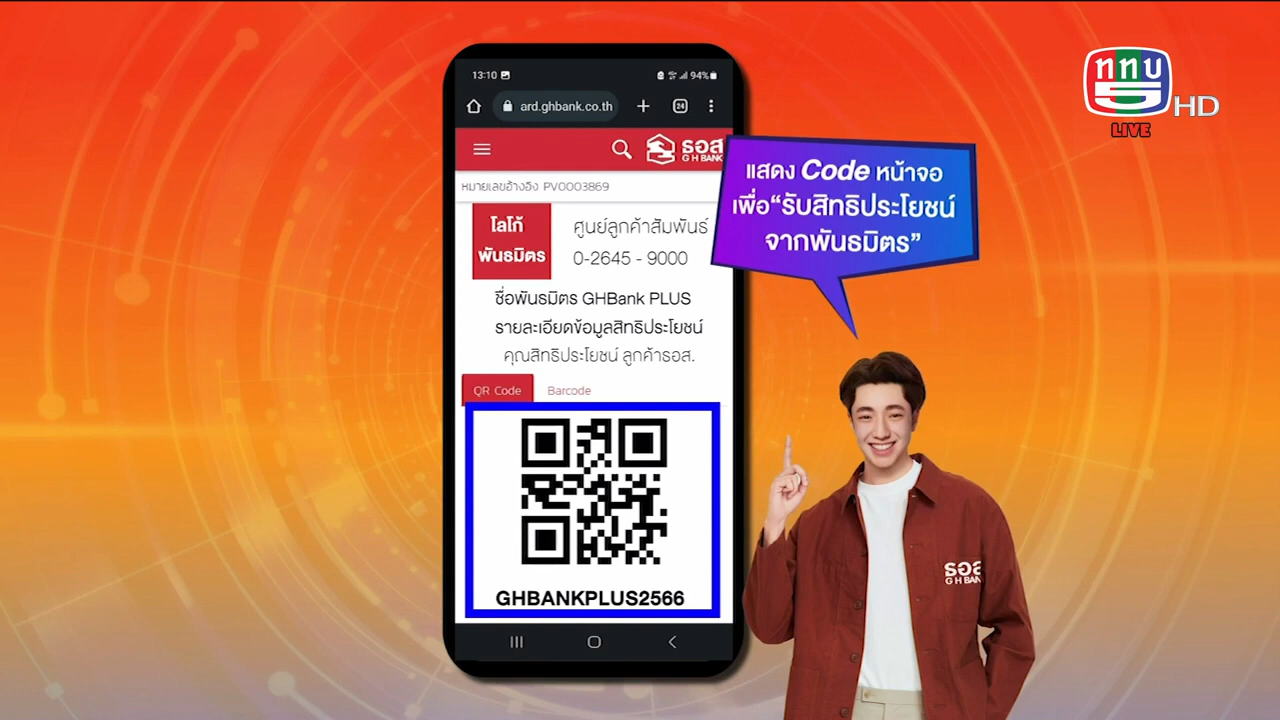 13:10
94%
ard.ghbank.co.th
24
ททบ
5
HD
LIVE
ธอส
G H BANK
หมายเลขอ้างอิง PV0003869
โลโก้
พันธมิตร
ศูนย์ลูกค้าสัมพันธ์
0-2645 - 9000
ชื่อพันธมิตร GHBank PLUS
รายละเอียดข้อมูลสิทธิประโยชน์
คุณสิทธิประโยชน์ ลูกค้ารอส.
QR Code
Barcode
GHBANKPLUS2566
แสดง Code หน้าจอ
เพื่อ“รับสิทธิประโยชน์
จากพันธมิตร”
ธอส
G H BAN